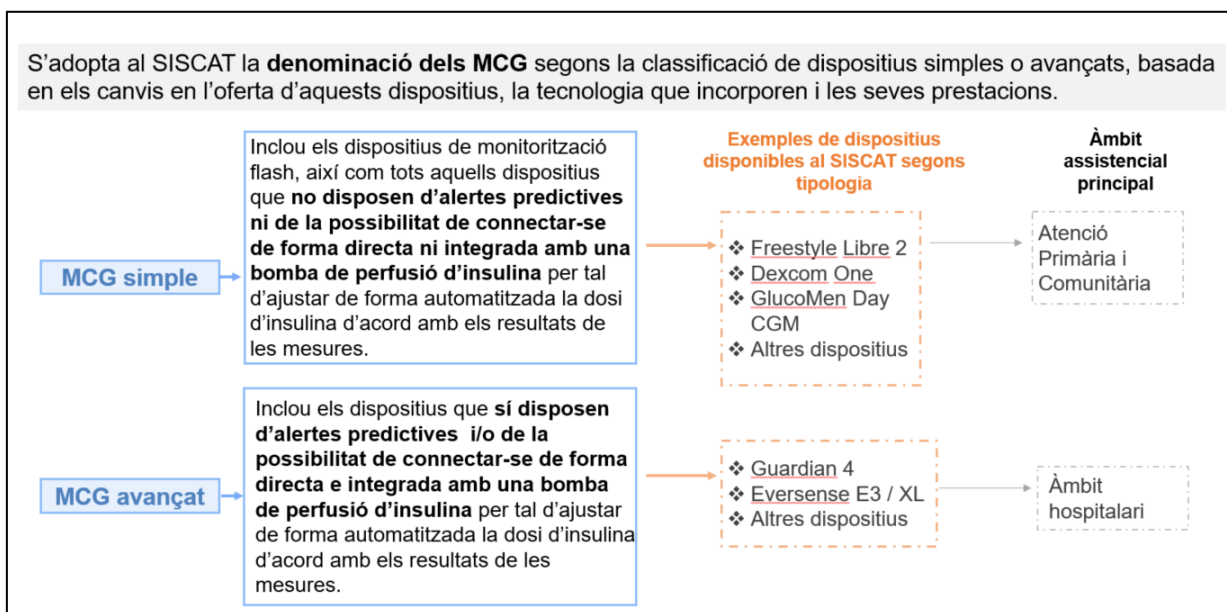 S’adopta al SISCAT la denominació dels MCG segons la classificació de dispositius simples o avançats, basada
en els canvis en l’oferta d’aquests dispositius, la tecnologia que incorporen i les seves prestacions.
Exemples de dispositius
disponibles al SISCAT segons
tipologia
Àmbit
assistencial
principal
MCG simple
Inclou els dispositius de monitorització
flash, així com tots aquells dispositius
que no disposen d’alertes predictives
ni de la possibilitat de connectar-se
de forma directa ni integrada amb una
bomba de perfusió d’insulina per tal
d’ajustar de forma automatitzada la dosi
d’insulina d’acord amb els resultats de
les mesures.
❖ Freestyle Libre 2
❖ Dexcom One
❖ GlucoMen Day
CGM
❖ Altres dispositius
Atenció
Primària i
Comunitària
MCG avançat
Inclou els dispositius que sí disposen
d’alertes predictives i/o de la
possibilitat de connectar-se de forma
directa e integrada amb una bomba
de perfusió d’insulina per tal d’ajustar
de forma automatitzada la dosi d’insulina
d’acord amb els resultats de les
mesures.
❖ Guardian 4
❖ Eversense E3 / XL
❖ Altres dispositius
Àmbit
hospitalari